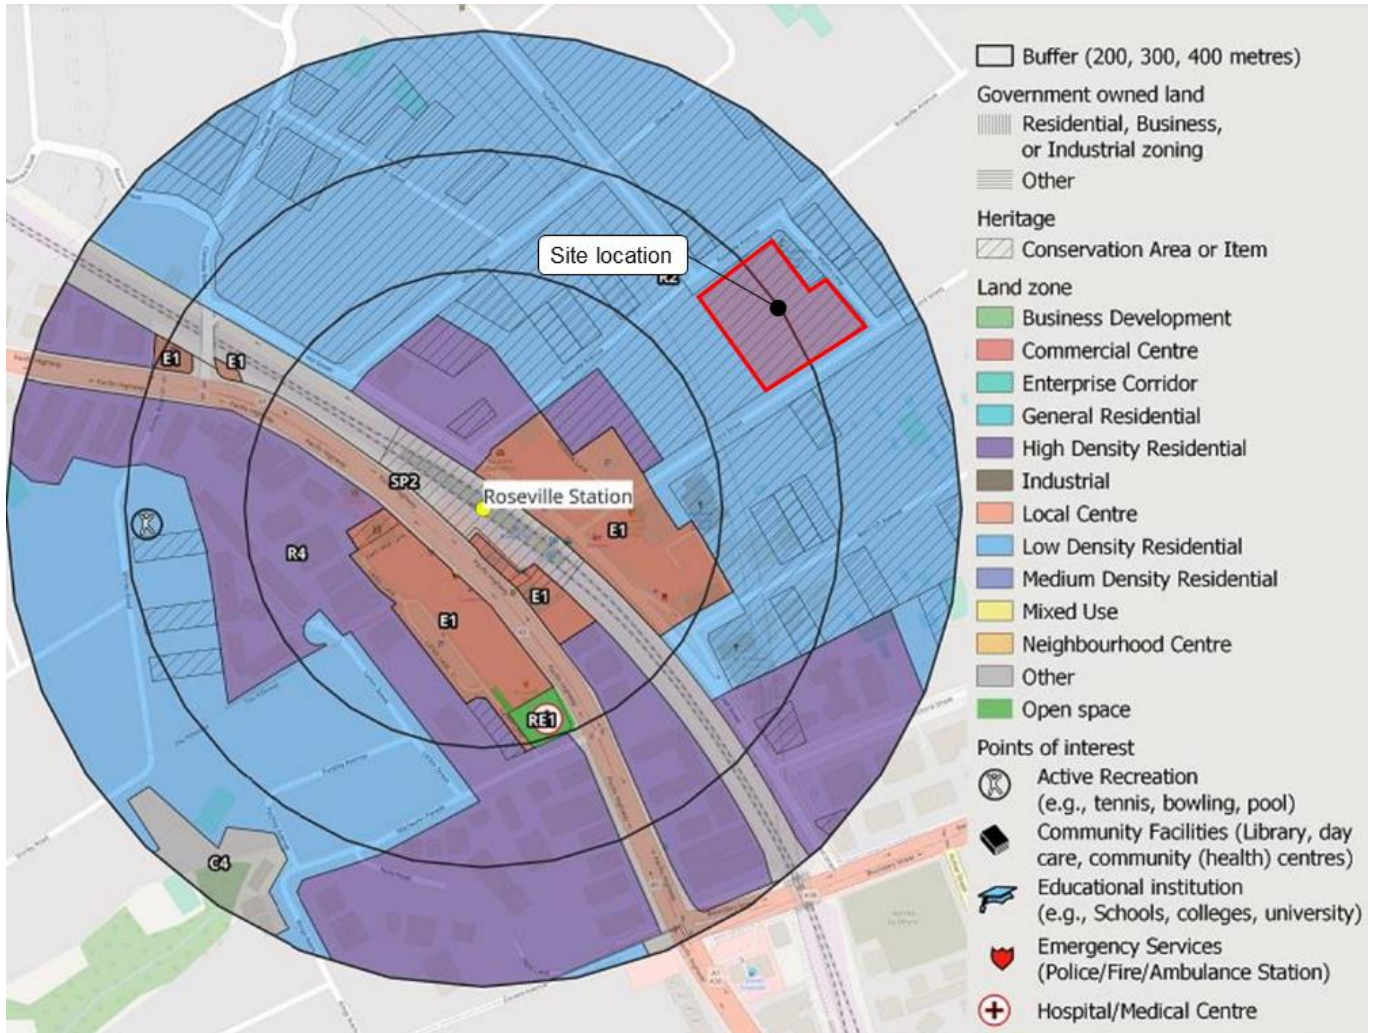 Site location
R2
E1
E1
SP2
Roseville Station
E1
R4
E1
E1
RE1
C4
Pacific Highway
Boundary Street
Buffer (200, 300, 400 metres)
Government owned land
Residential, Business,
or Industrial zoning
Other
Heritage
Conservation Area or Item
Land zone
Business Development
Commercial Centre
Enterprise Corridor
General Residential
High Density Residential
Industrial
Local Centre
Low Density Residential
Medium Density Residential
Mixed Use
Neighbourhood Centre
Other
Open space
Points of interest
Active Recreation
(e.g., tennis, bowling, pool)
Community Facilities (Library, day
care, community (health) centres)
Educational institution
(e.g., Schools, colleges, university)
Emergency Services
(Police/Fire/Ambulance Station)
Hospital/Medical Centre